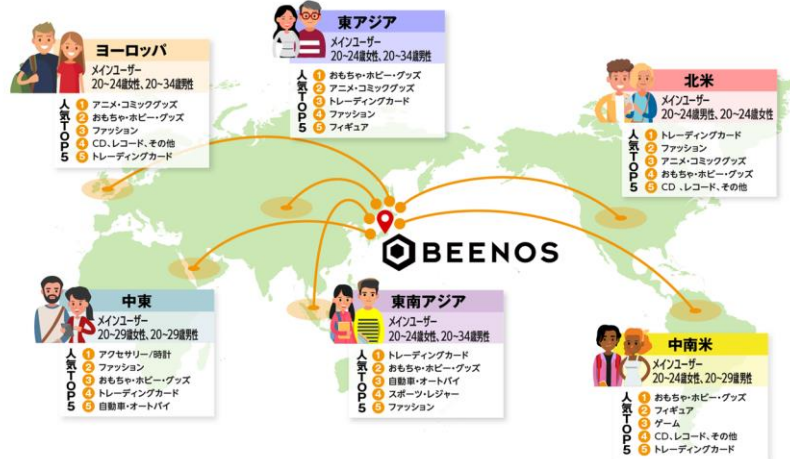 ヨーロッパ
メインユーザー
20~24歳女性、20~34歳男性
人気TOP5
1 アニメ・コミックグッズ
2 おもちゃ・ホビー・グッズ
3 ファッション
4 CD、レコード、その他
5 トレーディングカード
東アジア
メインユーザー
20~24歳女性、20~34歳男性
人気TOP5
1 おもちゃ・ホビー・グッズ
2 アニメ・コミックグッズ
3 トレーディングカード
4 ファッション
5 フィギュア
北米
メインユーザー
20~24歳男性、20~24歳女性
人気TOP5
1 トレーディングカード
2 ファッション
3 アニメ・コミックグッズ
4 おもちゃ・ホビー・グッズ
5 CD 、レコード、その他
BEENOS
中東
メインユーザー
20~29歳女性、20~29歳男性
人気TOP5
1 アクセサリー/時計
2 ファッション
3 おもちゃ・ホビー・グッズ
4 トレーディングカード
5 自動車・オートバイ
東南アジア
メインユーザー
20~24歳女性、20~34歳男性
人気TOP5
1 トレーディングカード
2 おもちゃ・ホビー・グッズ
3 自動車・オートバイ
4 スポーツ・レジャー
5 ファッション
中南米
メインユーザー
20~24歳女性、20~29歳男性
人気TOP5
1 おもちゃ・ホビー・グッズ
2 フィギュア
3 ゲーム
4 CD、レコード、その他
5 トレーディングカード